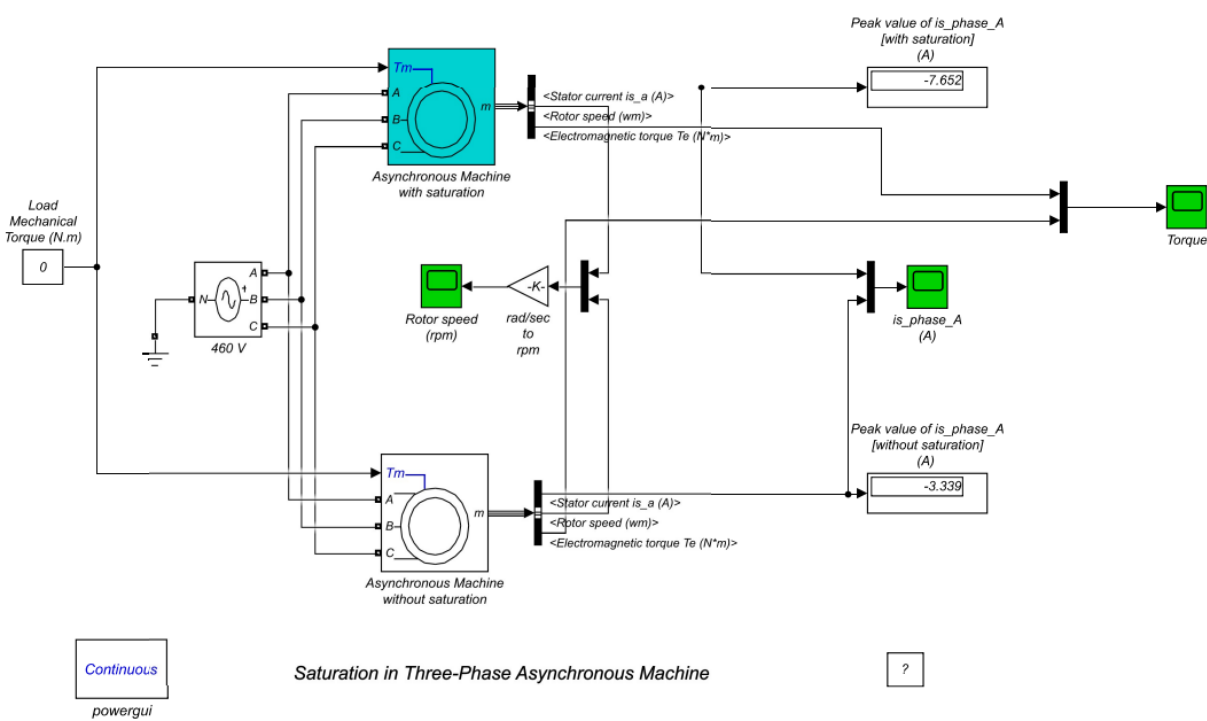 Peak value of is_phase_A
[with saturation]
(A)
-7.652
Tm
A
B
C
m
<Stator current is_a (A)>
<Rotor speed (wm)>
<Electromagnetic torque Te (N*m)>
Asynchronous Machine
with saturation
Load
Mechanical
Torque (N.m)
0
N
A
B
C
460 V
Rotor speed
(rpm)
-K-
rad/sec
to
rpm
Torque
is_phase_A
(A)
Peak value of is_phase_A
[without saturation]
(A)
-3.339
Tm
A
B
C
m
<Stator current is_a (A)>
<Rotor speed (wm)>
<Electromagnetic torque Te (N*m)>
Asynchronous Machine
without saturation
Continuous
powergui
Saturation in Three-Phase Asynchronous Machine
?